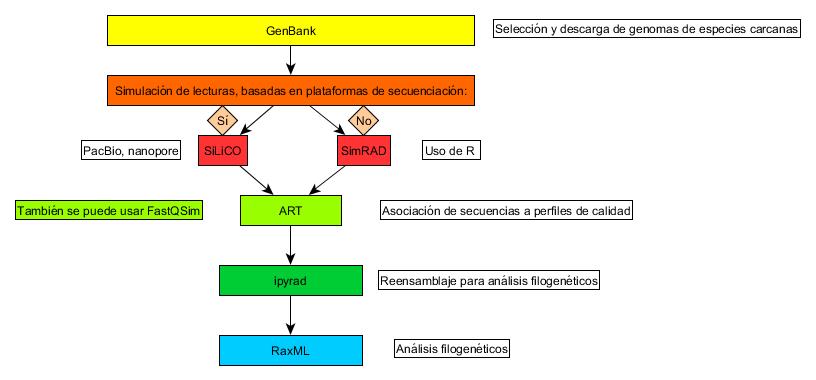 GenBank
Selección y descarga de genomas de especies carcanas
Simulación de lecturas, basadas en plataformas de secuenciación:
Sí
No
PacBio, nanopore
SiLiCO
SimRAD
Uso de R
También se puede usar FastQSim
ART
Asociación de secuencias a perfiles de calidad
ipyrad
Reensamblaje para análisis filogenéticos
RaxML
Análisis filogenéticos